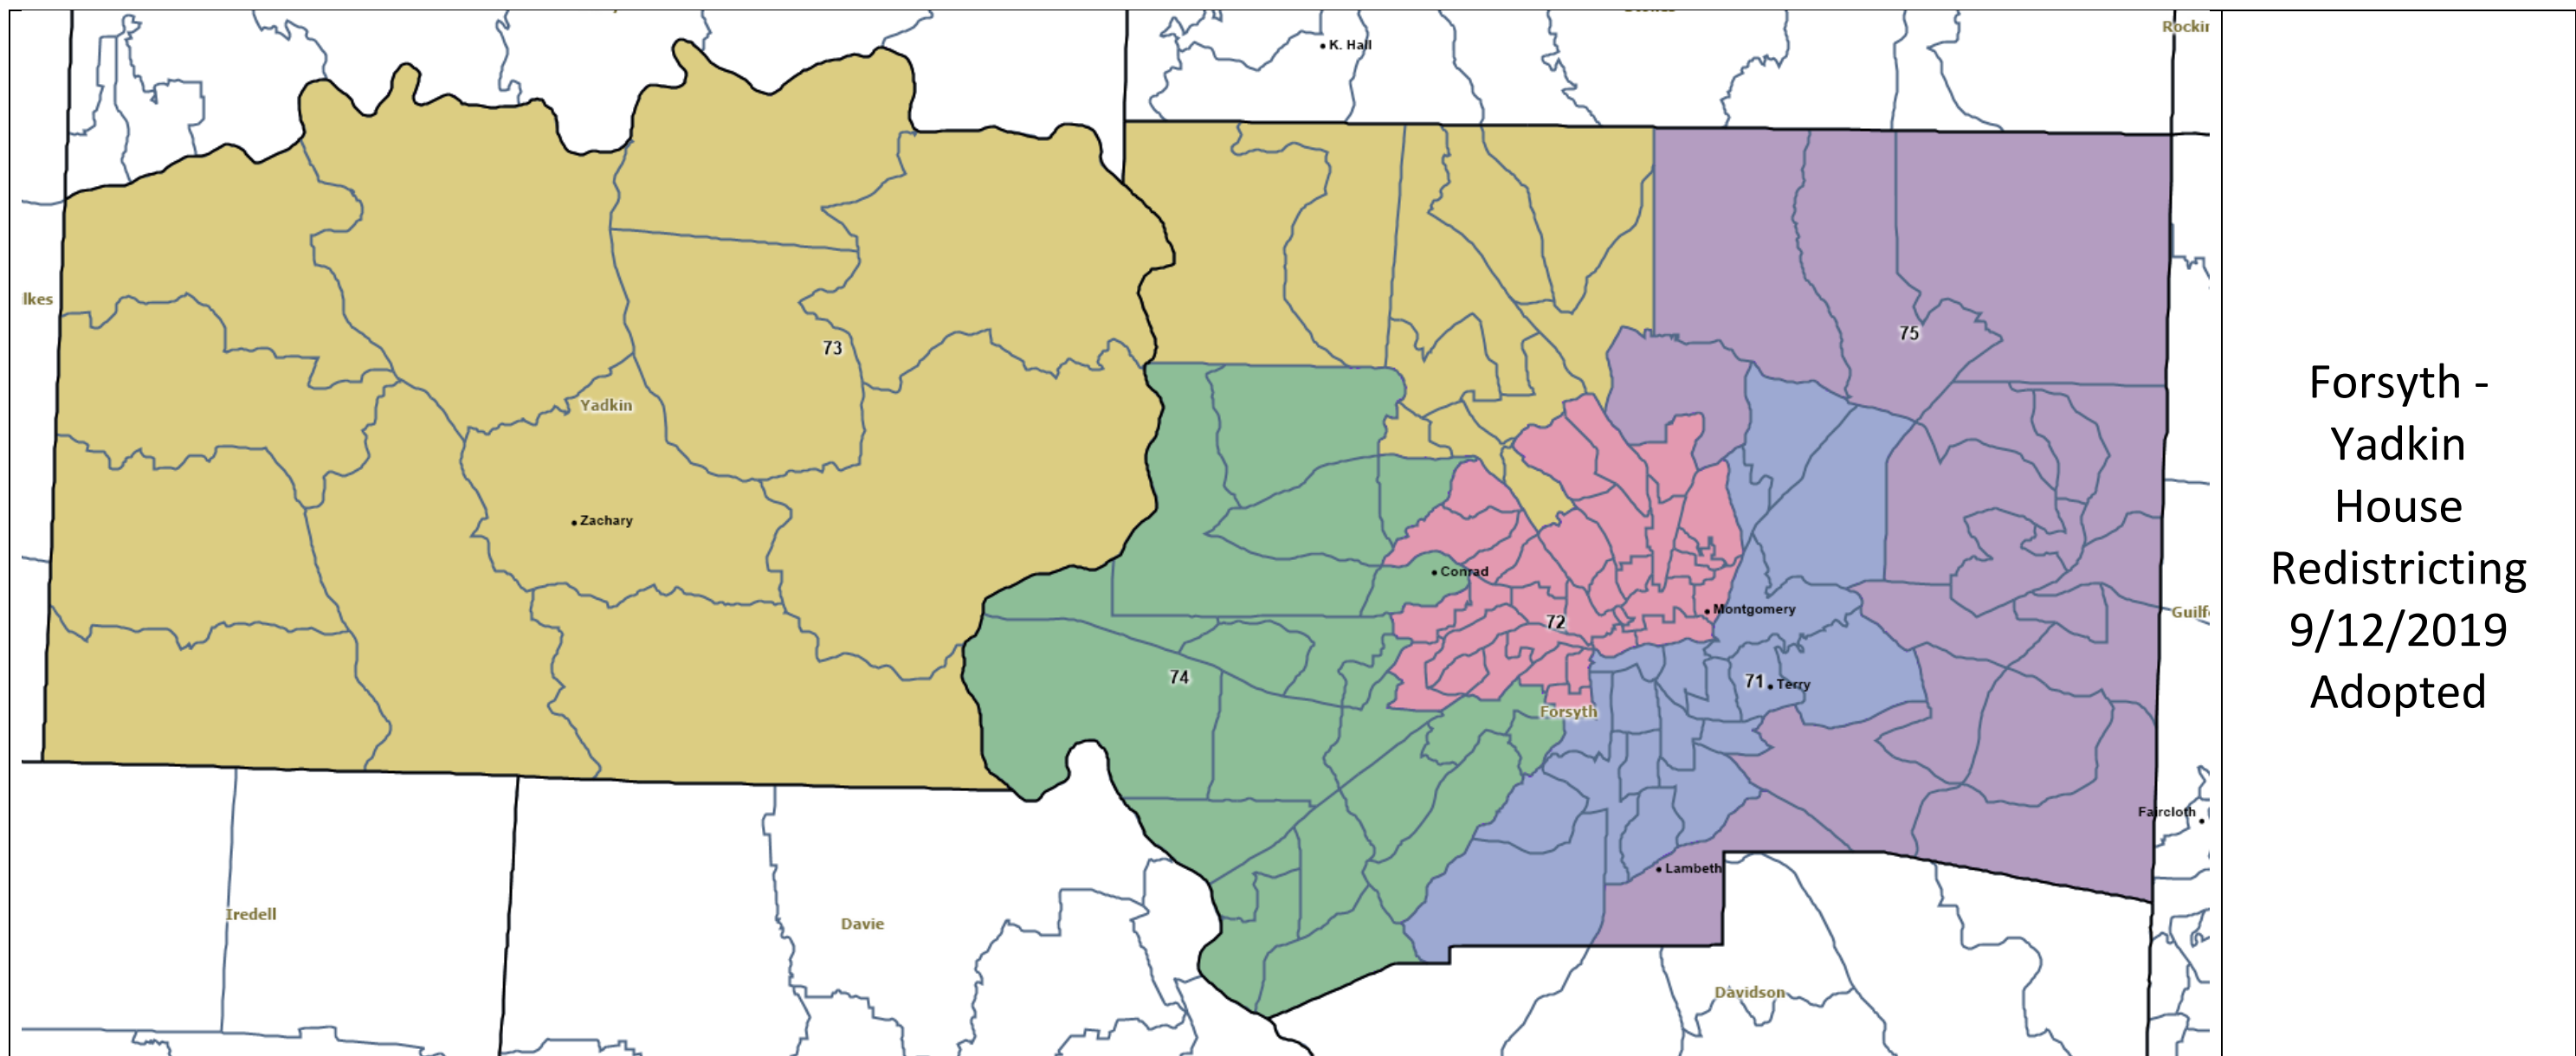 K. Hall
Rockin
lkes
75
73
Yadkin
Zachary
Conrad
Montgomery
Guilf
72
74
71
Terry
Forsyth
Faircloth
Lambeth
Iredell
Davie
Davidson
Forsyth -
Yadkin
House
Redistricting
9/12/2019
Adopted